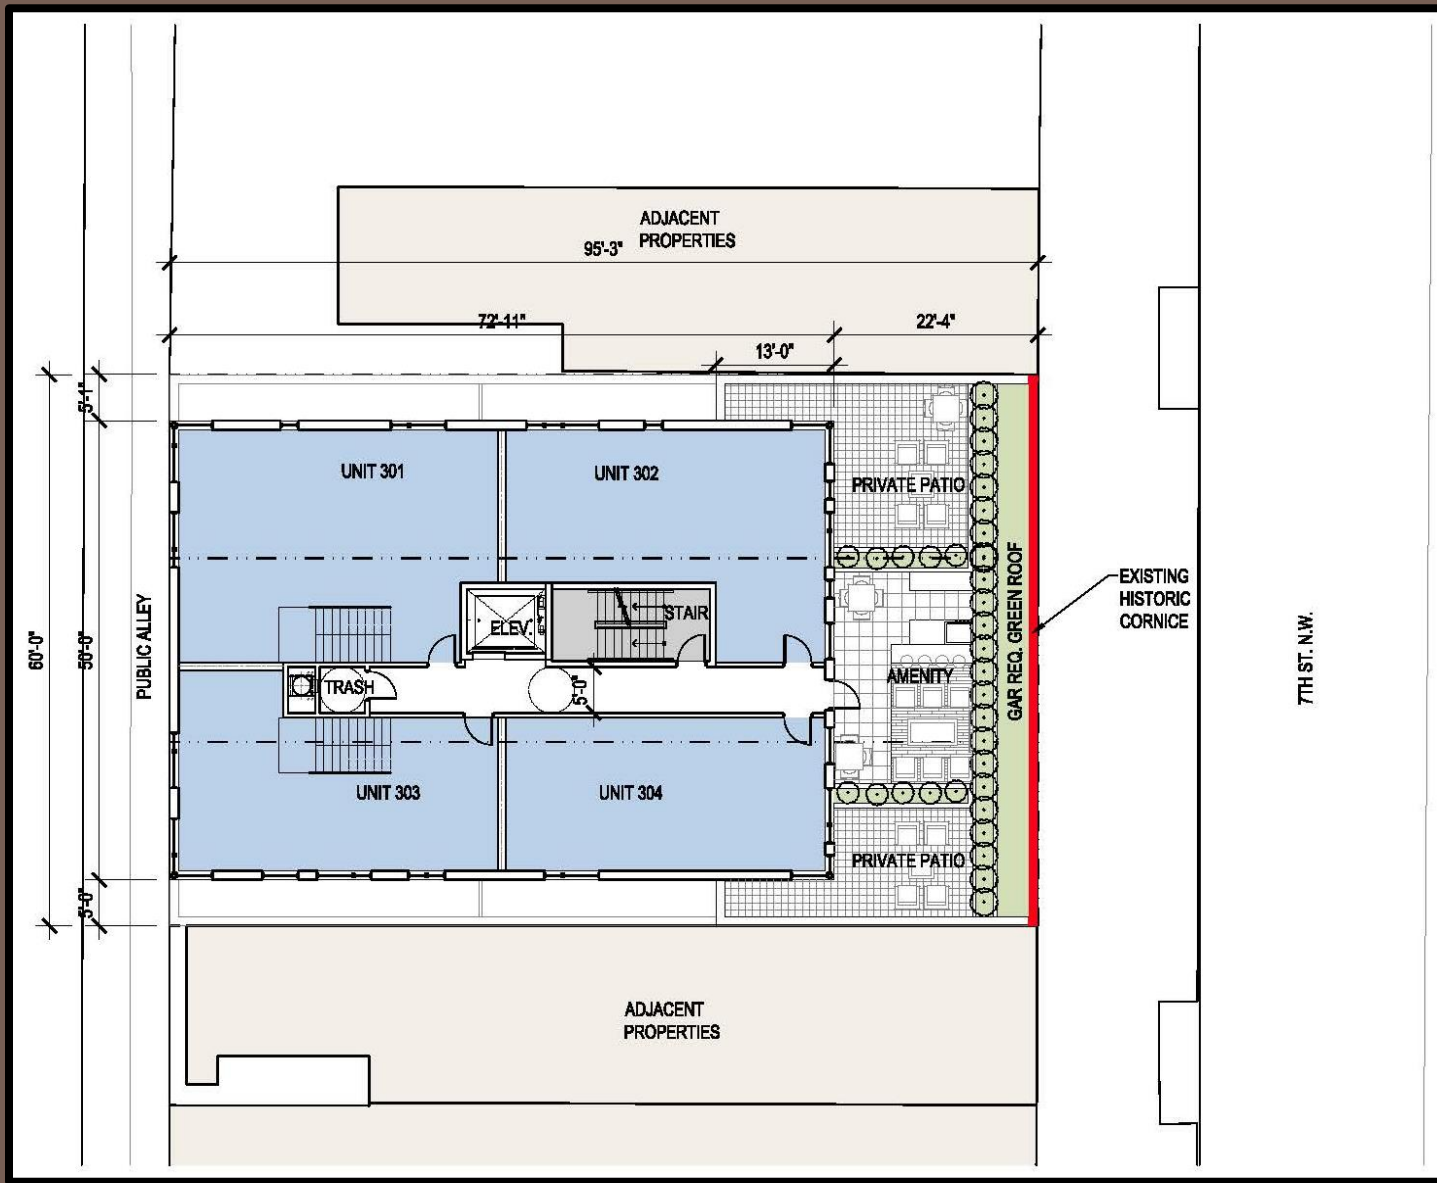 ADJACENT
PROPERTIES
95'-3"
72'-11"
22'-4"
13'-0"
5'-1"
UNIT 301
UNIT 302
PRIVATE PATIO
EXISTING
HISTORIC
CORNICE
GAR REQ. GREEN ROOF
STAIR
ELEV.
PUBLIC ALLEY
60'-0"
50'-0"
7TH ST. N.W.
TRASH
5'-0"
AMENITY
UNIT 303
UNIT 304
PRIVATE PATIO
5'-0"
ADJACENT
PROPERTIES